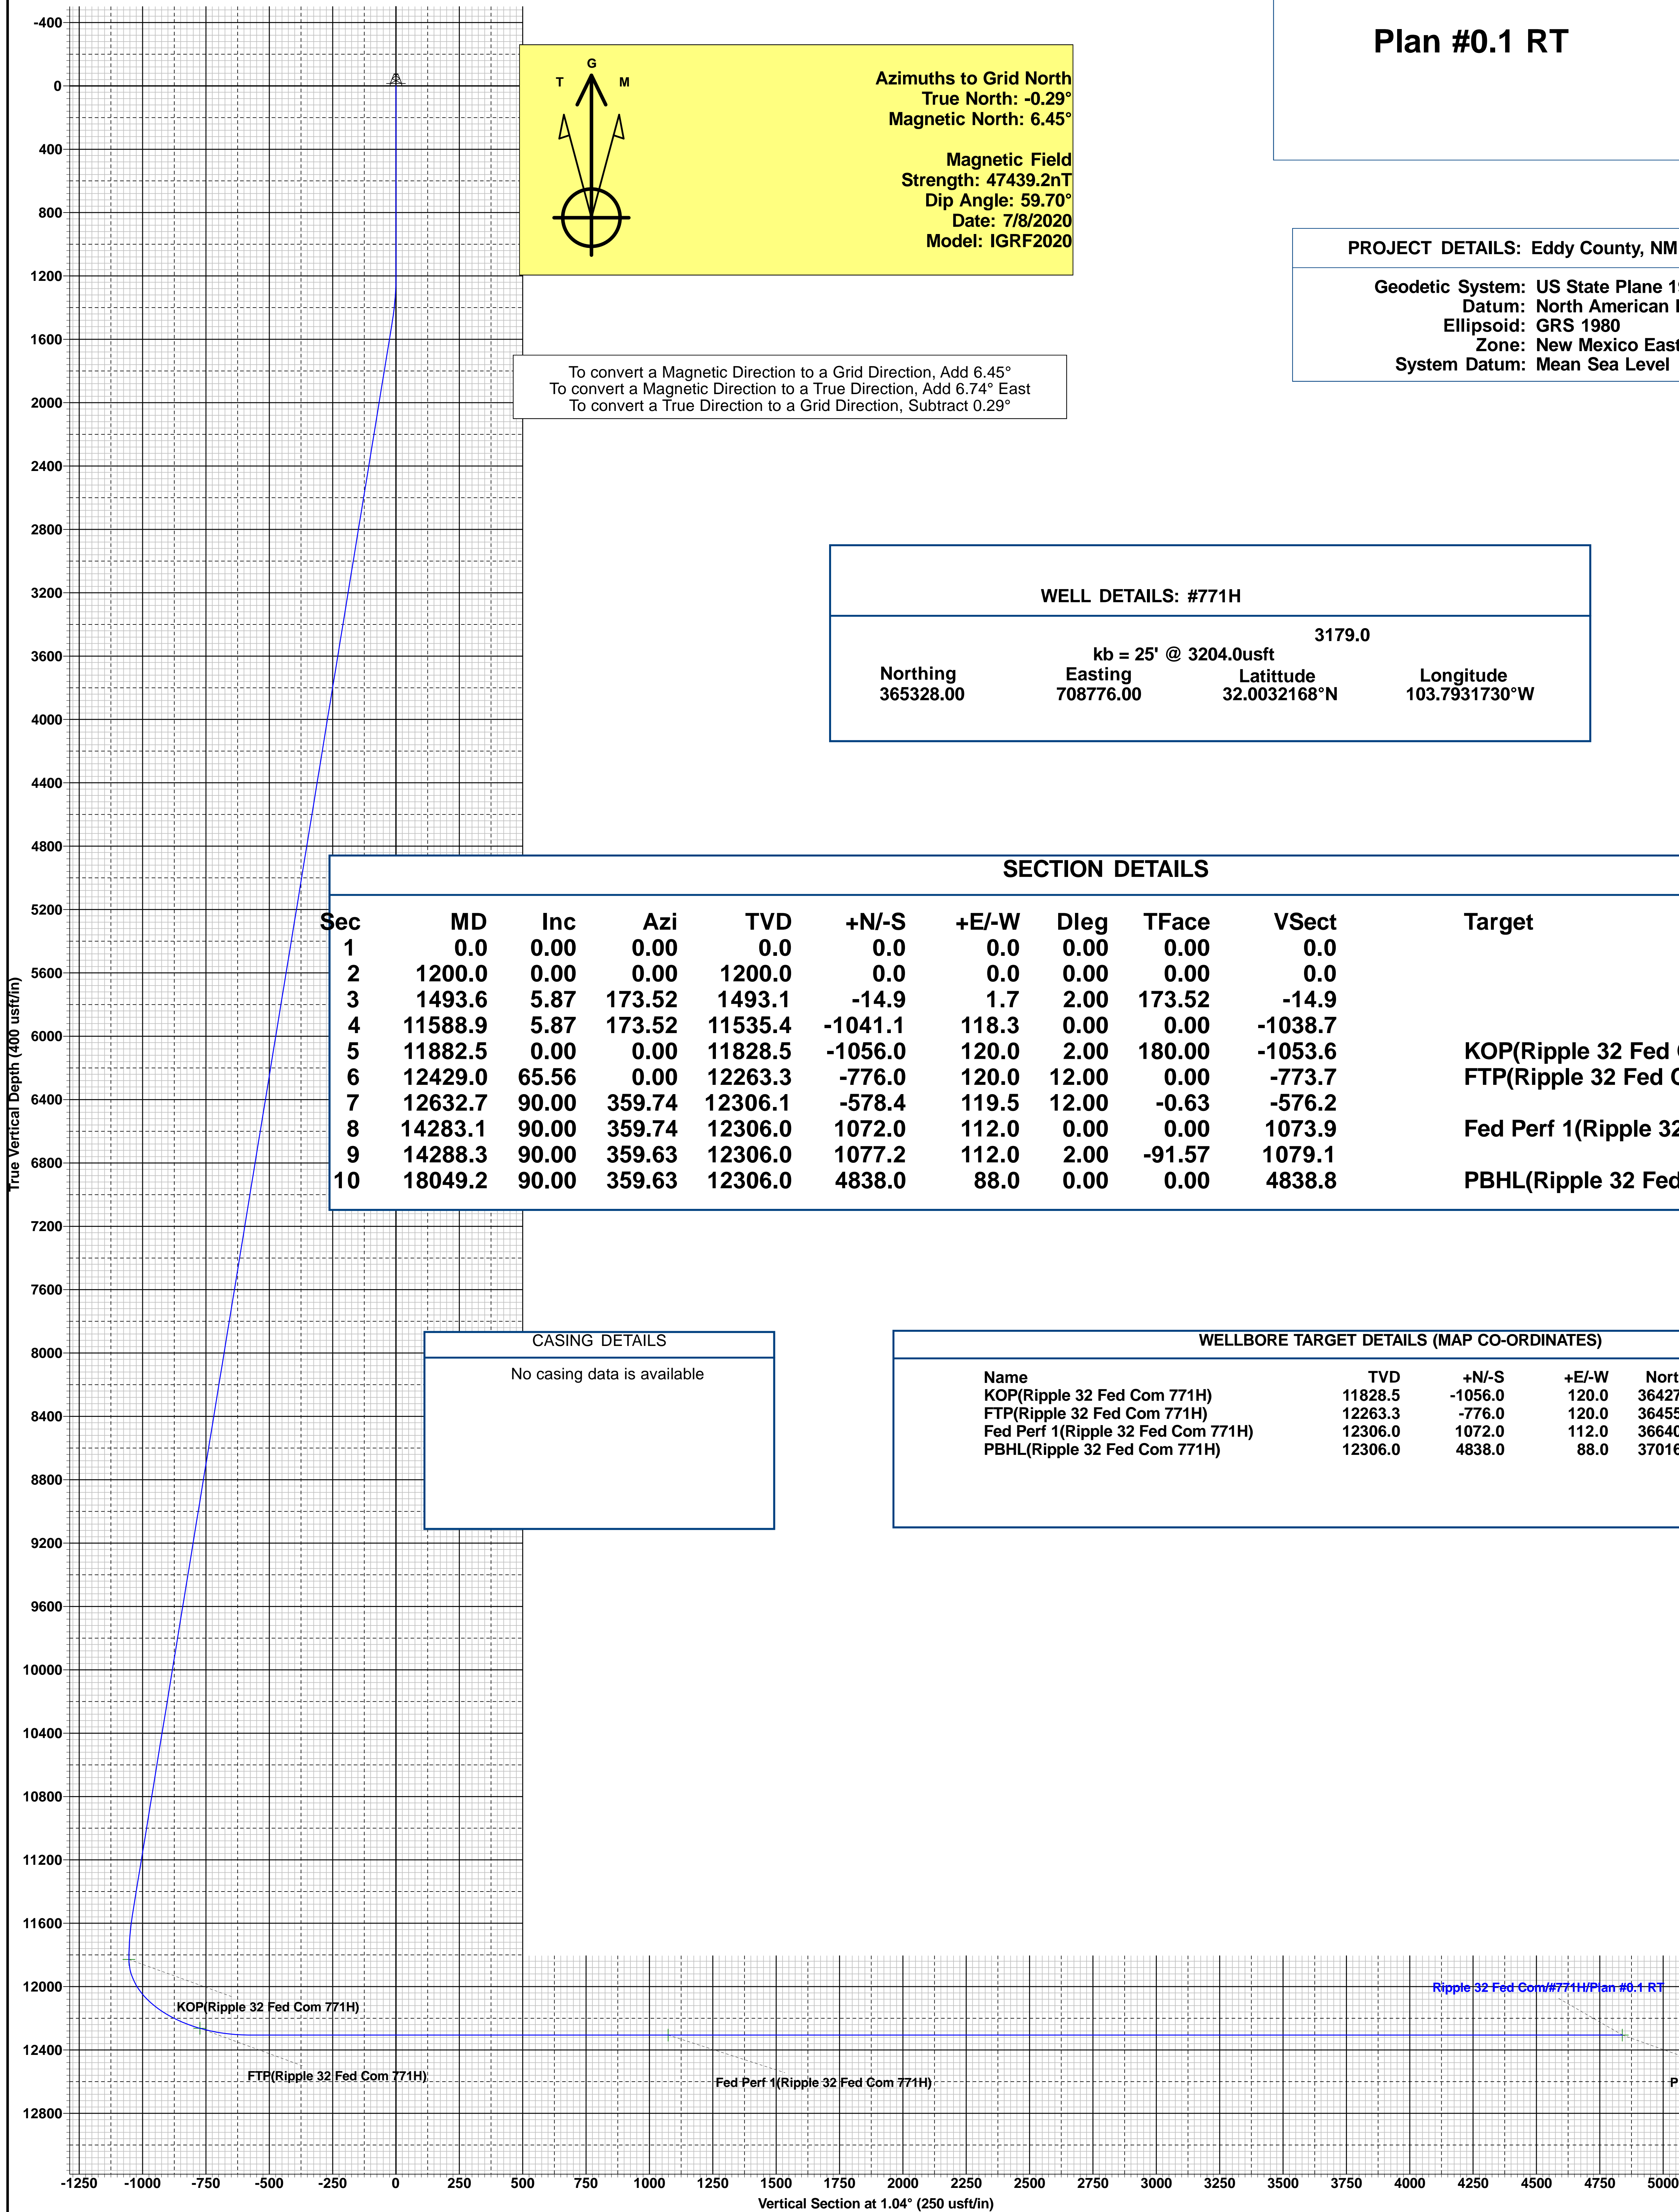 Plan #0.1 RT
T G M
Azimuths to Grid North
True North: -0.29°
Magnetic North: 6.45°
Magnetic Field
Strength: 47439.2nT
Dip Angle: 59.70°
Date: 7/8/2020
Model: IGRF2020
PROJECT DETAILS: Eddy County, NM
Geodetic System: US State Plane 1
Datum: North American
Ellipsoid: GRS 1980
Zone: New Mexico East
System Datum: Mean Sea Level
To convert a Magnetic Direction to a Grid Direction, Add 6.45°
To convert a Magnetic Direction to a True Direction, Add 6.74° East
To convert a True Direction to a Grid Direction, Subtract 0.29°
WELL DETAILS: #771H
3179.0
kb = 25' @ 3204.0usft
Northing Easting Latittude Longitude
365328.00 708776.00 32.0032168°N 103.7931730°W
SECTION DETAILS
Sec MD Inc Azi TVD +N/-S +E/-W Dleg TFace VSect Target
1 0.0 0.00 0.00 0.0 0.0 0.0 0.00 0.00 0.0
2 1200.0 0.00 0.00 1200.0 0.0 0.0 0.00 0.00 0.0
3 1493.6 5.87 173.52 1493.1 -14.9 1.7 2.00 173.52 -14.9
4 11588.9 5.87 173.52 11535.4 -1041.1 118.3 0.00 0.00 -1038.7
5 11882.5 0.00 0.00 11828.5 -1056.0 120.0 2.00 180.00 -1053.6 KOP(Ripple 32 Fed
6 12429.0 65.56 0.00 12263.3 -776.0 120.0 12.00 0.00 -773.7 FTP(Ripple 32 Fed C
7 12632.7 90.00 359.74 12306.1 -578.4 119.5 12.00 -0.63 -576.2
8 14283.1 90.00 359.74 12306.0 1072.0 112.0 0.00 0.00 1073.9 Fed Perf 1(Ripple 32
9 14288.3 90.00 359.63 12306.0 1077.2 112.0 2.00 -91.57 1079.1
10 18049.2 90.00 359.63 12306.0 4838.0 88.0 0.00 0.00 4838.8 PBHL(Ripple 32 Fed
CASING DETAILS
No casing data is available
WELLBORE TARGET DETAILS (MAP CO-ORDINATES)
Name TVD +N/-S +E/-W Nort
KOP(Ripple 32 Fed Com 771H) 11828.5 -1056.0 120.0 36427
FTP(Ripple 32 Fed Com 771H) 12263.3 -776.0 120.0 36455
Fed Perf 1(Ripple 32 Fed Com 771H) 12306.0 1072.0 112.0 36640
PBHL(Ripple 32 Fed Com 771H) 12306.0 4838.0 88.0 37016
True Vertical Depth (400 usft/in)
-400
0
400
800
1200
1600
2000
2400
2800
3200
3600
4000
4400
4800
5200
5600
6000
6400
6800
7200
7600
8000
8400
8800
9200
9600
10000
10400
10800
11200
11600
12000
12400
12800
Ripple 32 Fed Com/#771H/Plan #0.1 RT
KOP(Ripple 32 Fed Com 771H)
FTP(Ripple 32 Fed Com 771H)
Fed Perf 1(Ripple 32 Fed Com 771H)
P
-1250 -1000 -750 -500 -250 0 250 500 750 1000 1250 1500 1750 2000 2250 2500 2750 3000 3250 3500 3750 4000 4250 4500 4750 5000
Vertical Section at 1.04° (250 usft/in)